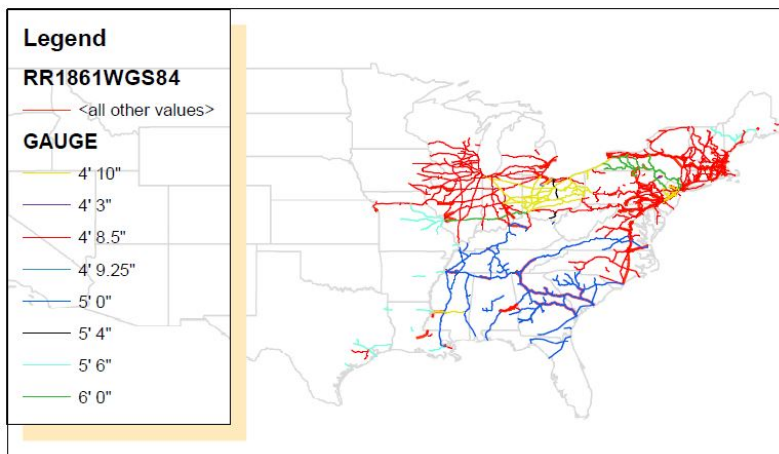 Legend
RR1861WGS84
<all other values>
GAUGE
4' 10"
4' 3"
4' 8.5"
4' 9.25"
5' 0"
5' 4"
5' 6"
6' 0"